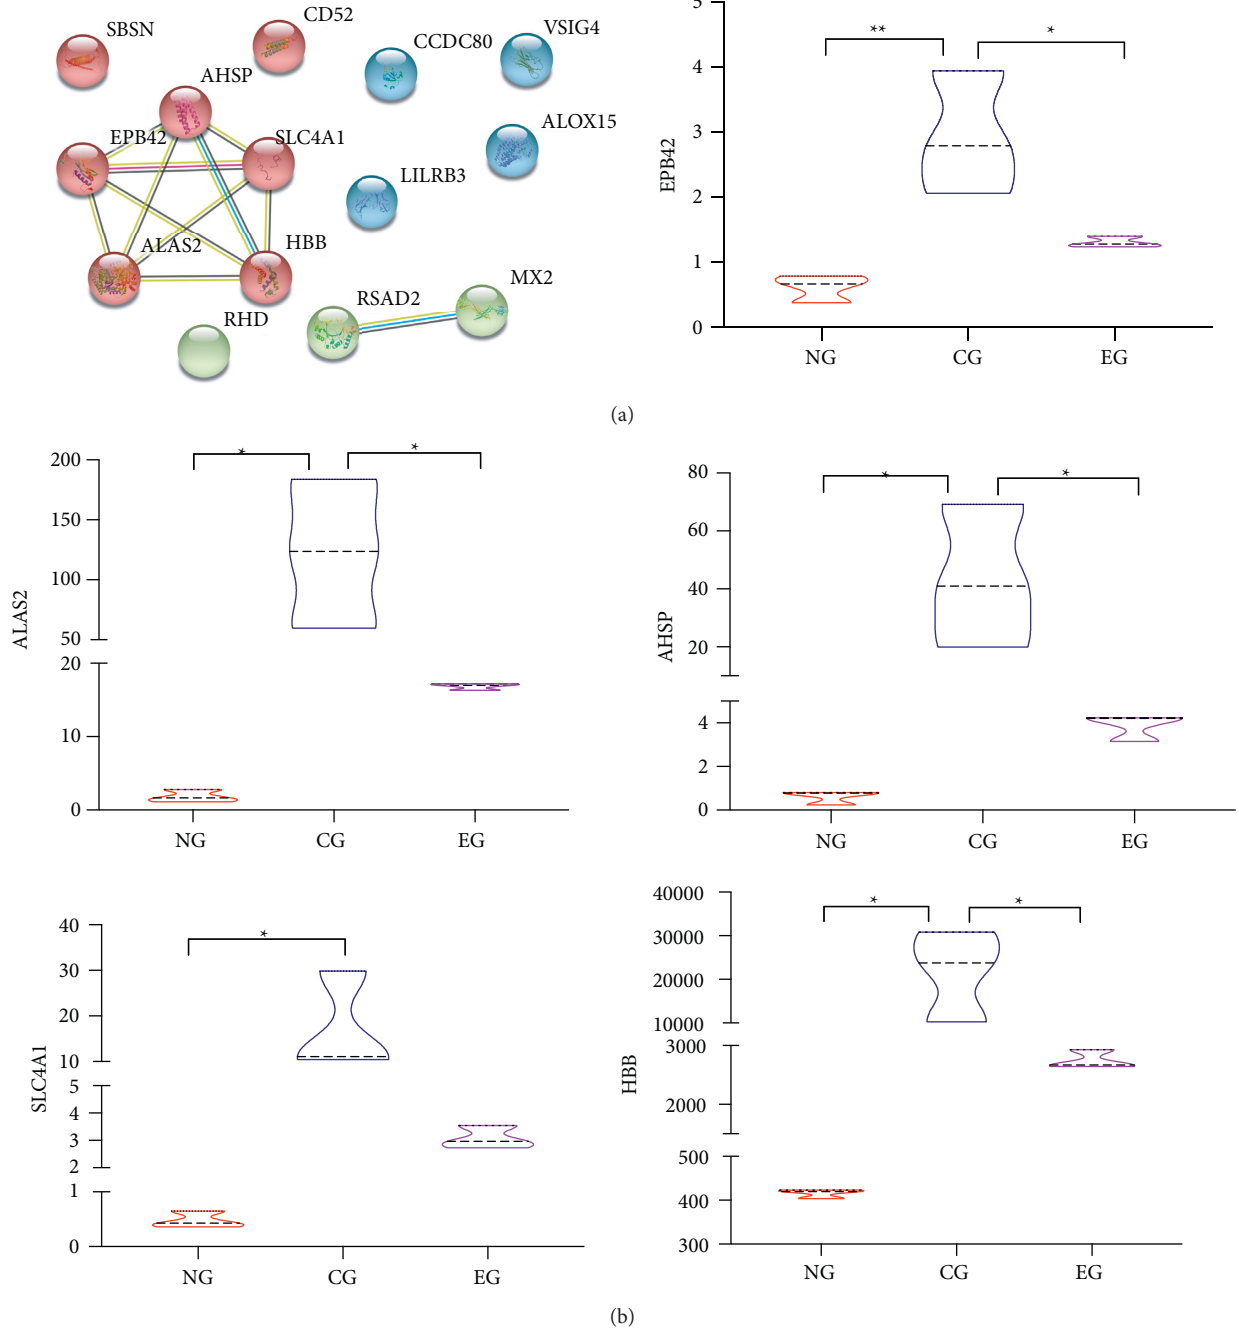 SBSN
CD52
CCDC80
VSIG4
AHSP
EPB42
SLC4A1
ALOX15
LILRB3
ALAS2
HBB
RSAD2
MX2
RHD
EPB42
5
4
3
2
1
0
**
*
NG
CG
EG
(a)
ALAS2
200
150
100
50
20
10
0
*
*
NG
CG
EG
AHSP
80
60
40
20
4
2
0
*
*
NG
CG
EG
SLC4A1
40
30
20
10
5
4
3
2
1
0
*
NG
CG
EG
HBB
40000
30000
20000
10000
3000
2000
500
400
300
*
*
NG
CG
EG
(b)